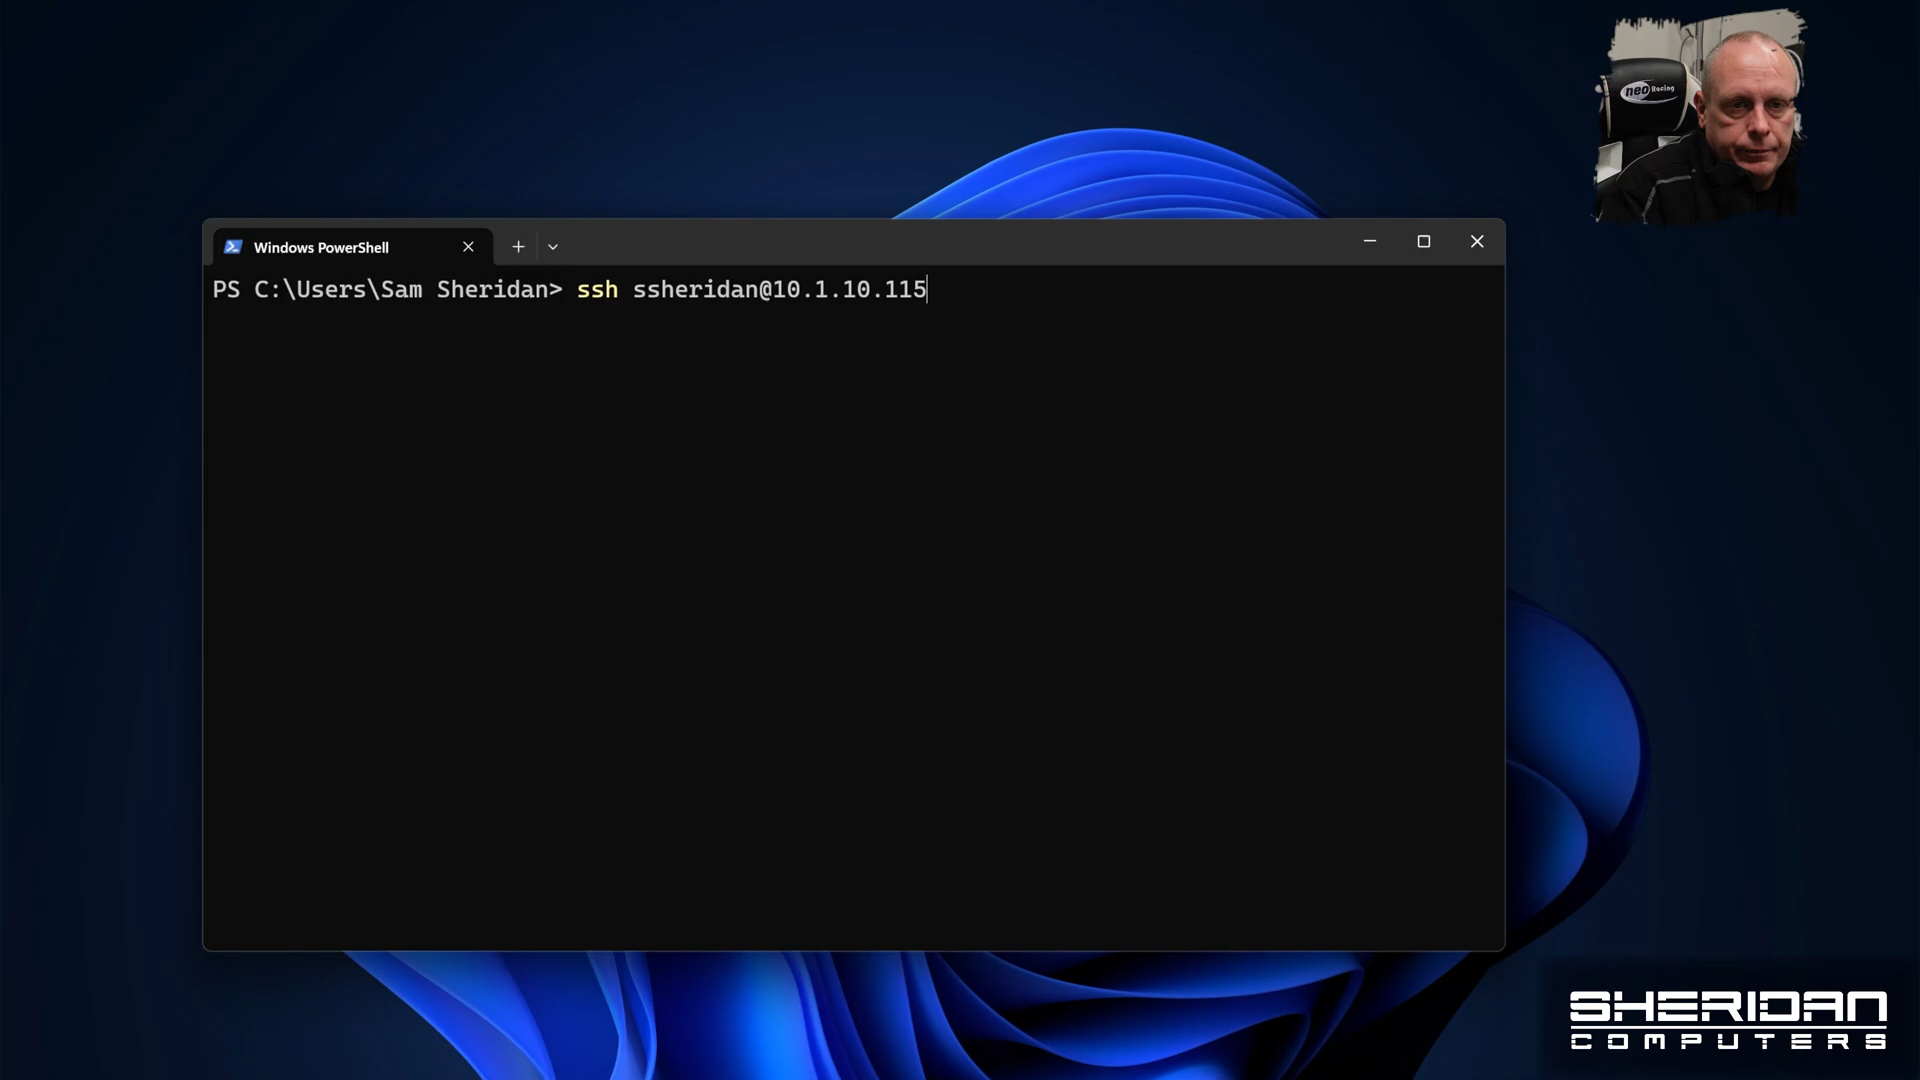 neo Racing
Windows PowerShell
PS C:\Users\Sam Sheridan> ssh ssheridan@10.1.10.115
SHERIDAN
COMPUTERS